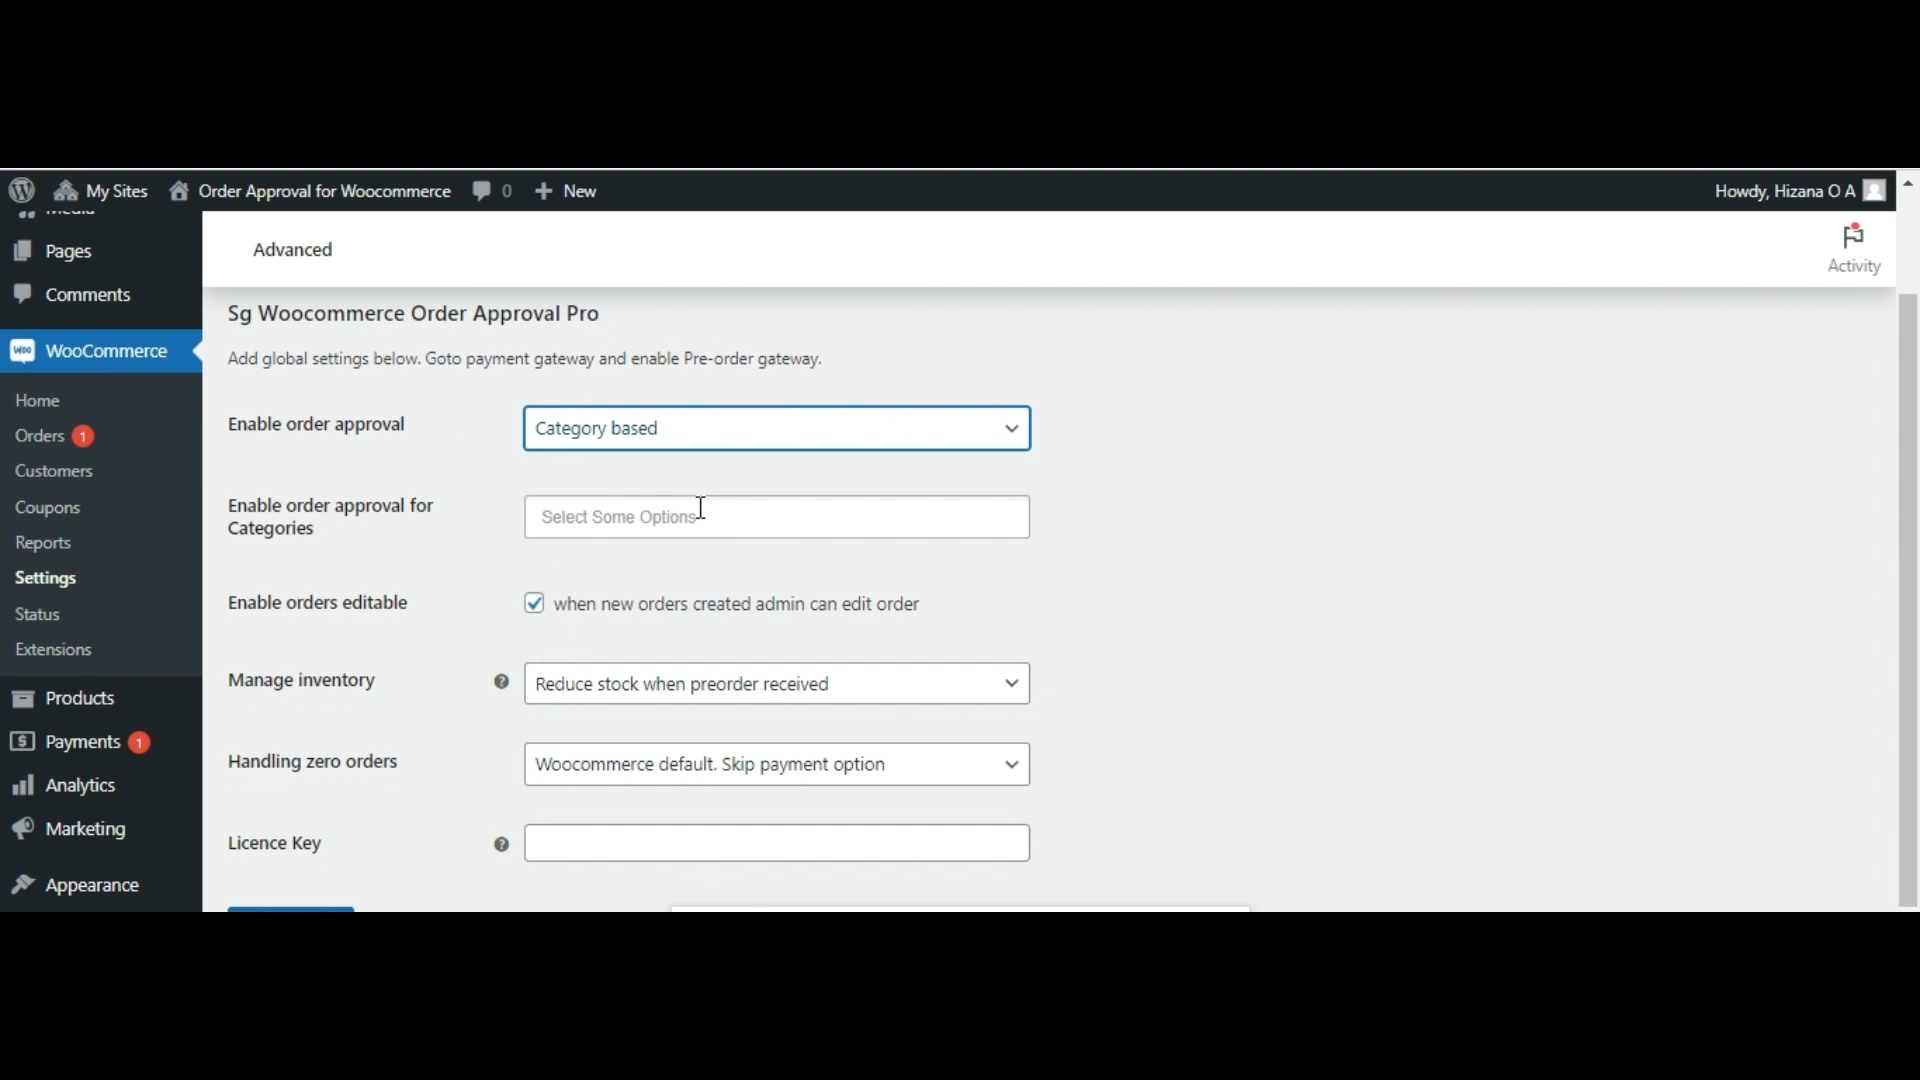 My Sites Order Approval for Woocommerce 0 New Howdy, Hizana O A
Media
Pages
Comments
WooCommerce
Home
Orders 1
Customers
Coupons
Reports
Settings
Status
Extensions
Products
Payments 1
Analytics
Marketing
Appearance
Advanced
Activity
Sg Woocommerce Order Approval Pro
Add global settings below. Goto payment gateway and enable Pre-order gateway.
Enable order approval Category based
Enable order approval for
Categories
Select Some Options
Enable orders editable when new orders created admin can edit order
Manage inventory ? Reduce stock when preorder received
Handling zero orders Woocommerce default. Skip payment option
Licence Key ?